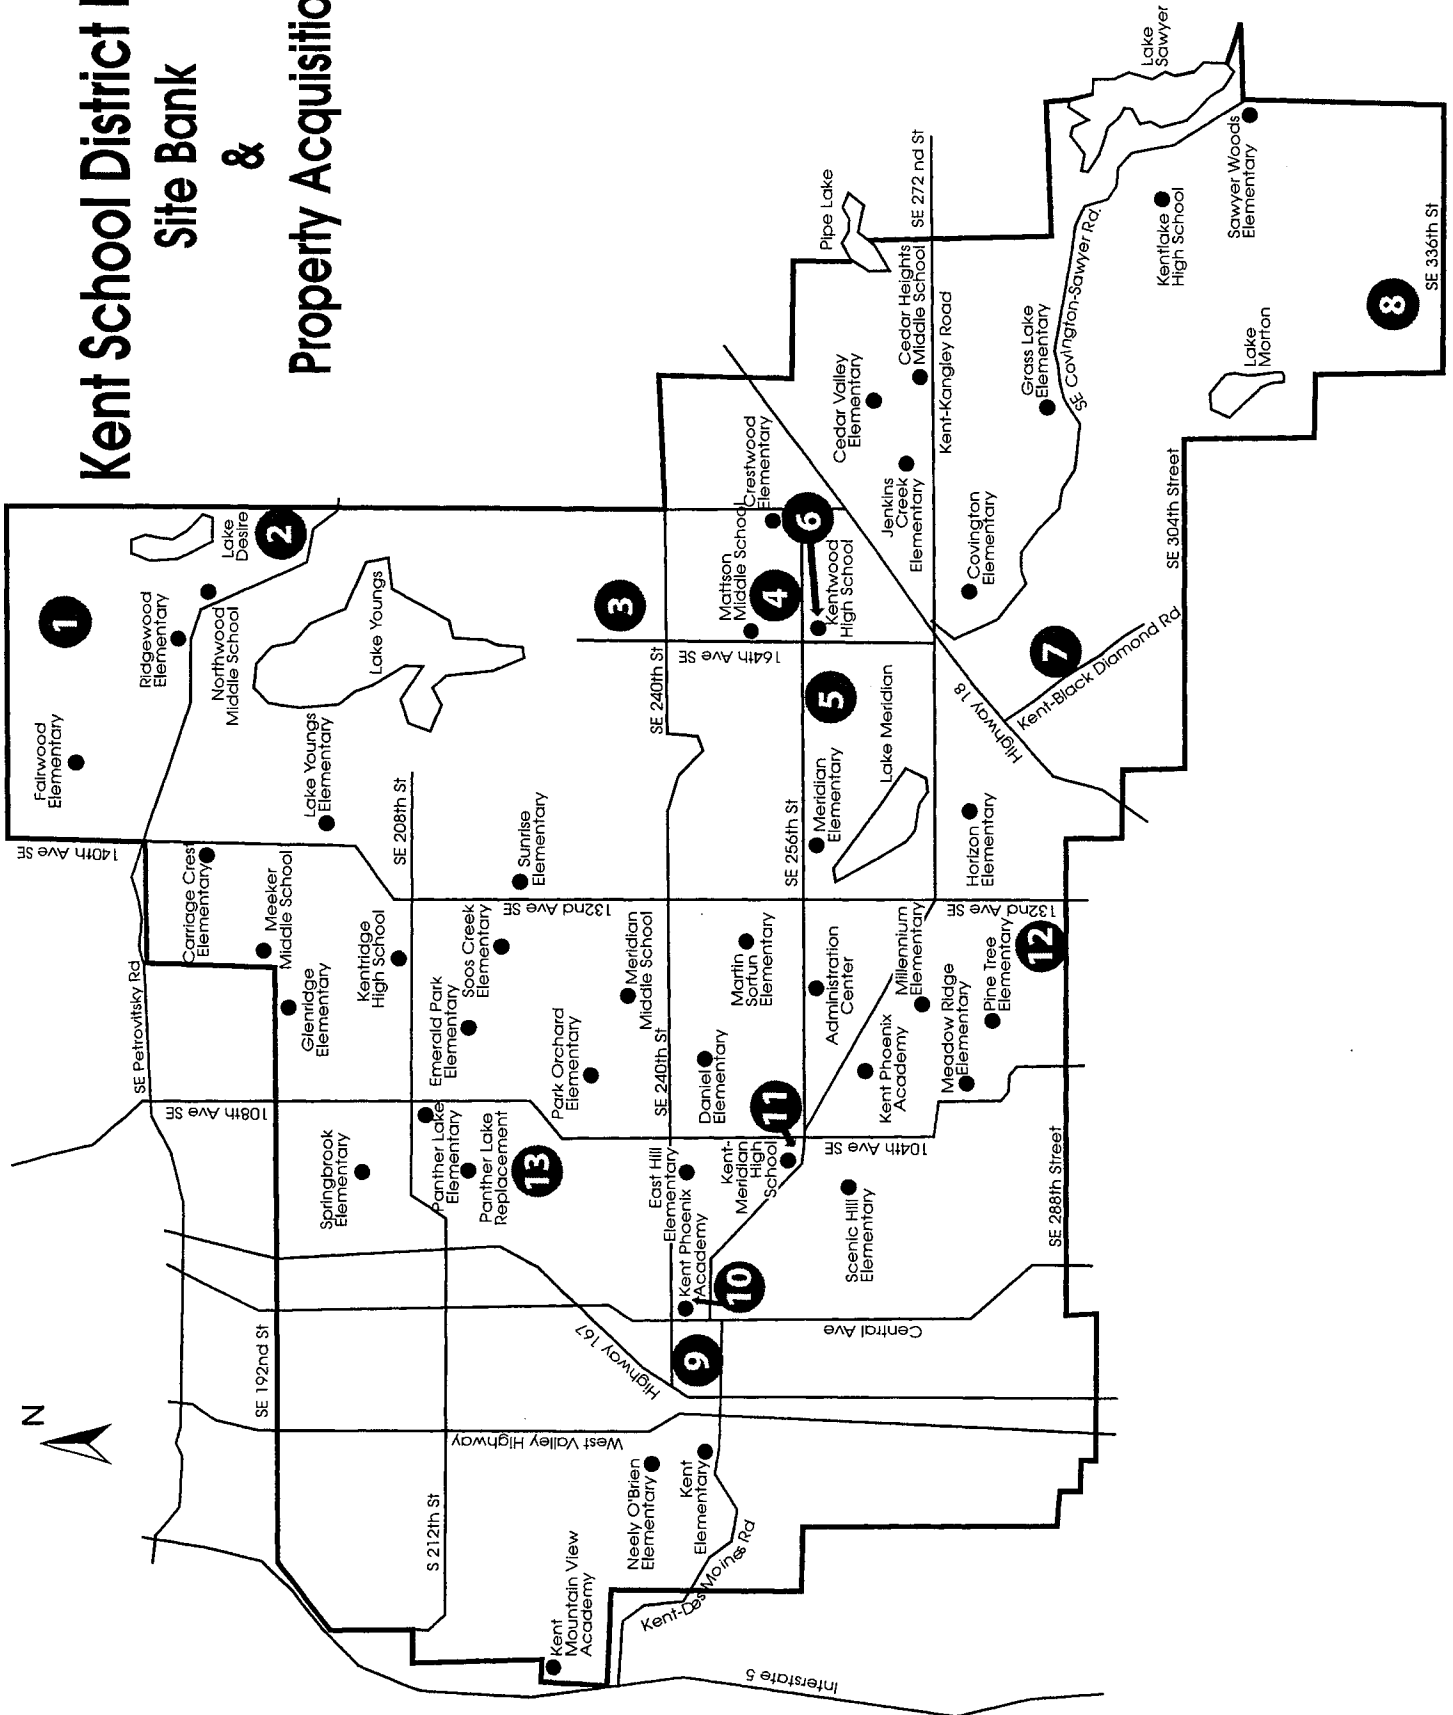 Kent School District
Site Bank
&
Property Acquisitio
N
1
2
3
4
5
6
7
8
9
10
11
12
13
Fairwood
Elementary
Ridgewood
Elementary
Northwood
Middle School
Lake
Desire
Lake Youngs
Lake Youngs
Elementary
140th Ave SE
Carriage Crest
Elementary
Meeker
Middle School
SE Petrovitsky Rd
Glenridge
Elementary
Kentridge
High School
SE 208th St
Sunrise
Elementary
132nd Ave SE
Soos Creek
Elementary
Emerald Park
Elementary
108th Ave SE
Springbrook
Elementary
Panther Lake
Elementary
Panther Lake
Replacement
Park Orchard
Elementary
Meridian
Middle School
SE 240th St
SE 240th St
Martin
Sortun
Elementary
Daniel
Elementary
East Hill
Elementary
Kent Phoenix
Academy
Kent-
Meridian
High
School
104th Ave SE
Scenic Hill
Elementary
SE 192nd St
Highway 167
Central Ave
West Valley Highway
S 212th St
Neely O'Brien
Elementary
Kent
Elementary
Kent
Mountain View
Academy
Kent-Des Moines Rd
Interstate 5
SE 288th Street
Administration
Center
Kent Phoenix
Academy
Millennium
Elementary
Meadow Ridge
Elementary
Pine Tree
Elementary
132nd Ave SE
SE 256th St
Meridian
Elementary
Lake Meridian
Horizon
Elementary
164th Ave SE
Mattson
Middle School
Crestwood
Elementary
Kentwood
High School
Highway 18
Kent-Black Diamond Rd
Covington
Elementary
Jenkins
Creek
Elementary
Cedar Valley
Elementary
Cedar Heights
Middle School
Kent-Kangley Road
SE 272 nd St
Pipe Lake
Grass Lake
Elementary
SE Covington-Sawyer Rd.
SE 304th Street
Lake
Morton
Kentlake
High School
Sawyer Woods
Elementary
Lake
Sawyer
SE 336th St